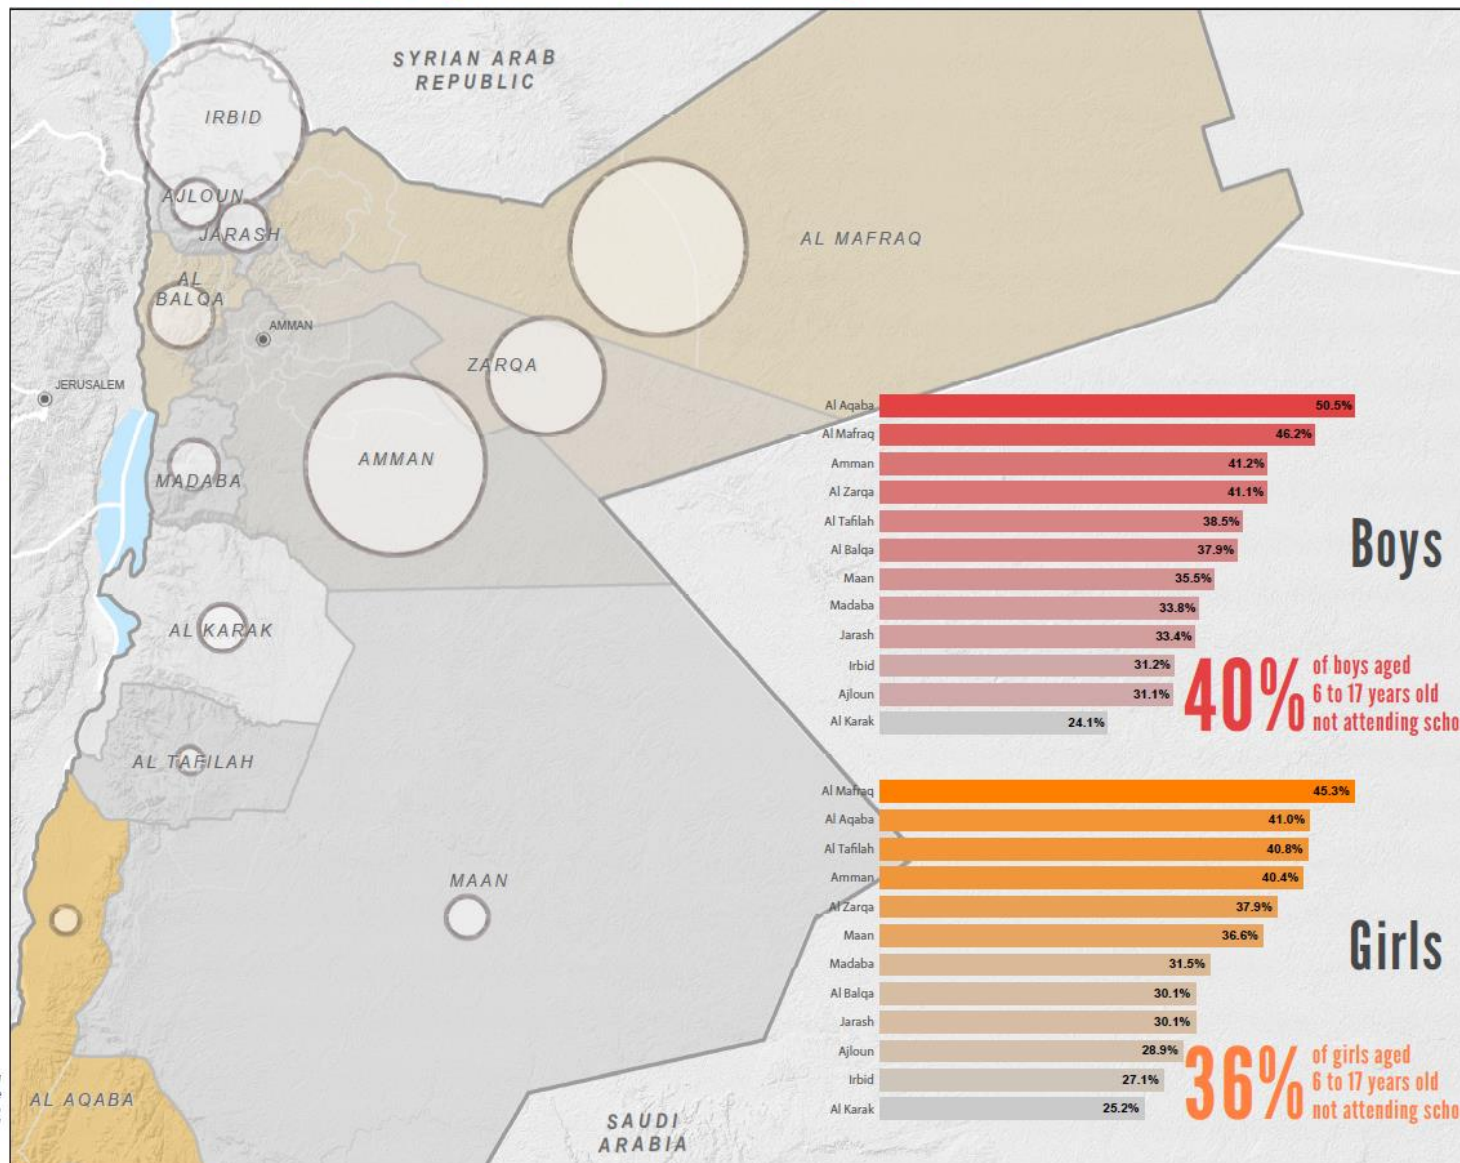 SYRIAN ARAB
REPUBLIC
IRBID
AJLOUN
JARASH
AL MAFRAQ
AL
BALQA
AMMAN
ZARQA
JERUSALEM
AMMAN
MADABA
AL KARAK
AL TAFILAH
MAAN
AL AQABA
SAUDI
ARABIA
Al Aqaba 50.5%
Al Mafraq 46.2%
Amman 41.2%
Al Zarqa 41.1%
Al Tafilah 38.5%
Al Balqa 37.9%
Maan 35.5%
Madaba 33.8%
Jarash 33.4%
Irbid 31.2%
Ajloun 31.1%
Al Karak 24.1%
Boys
40%
of boys aged
6 to 17 years old
not attending scho
Al Mafraq 45.3%
Al Aqaba 41.0%
Al Tafilah 40.8%
Amman 40.4%
Al Zarqa 37.9%
Maan 36.6%
Madaba 31.5%
Al Balqa 30.1%
Jarash 30.1%
Ajloun 28.9%
Irbid 27.1%
Al Karak 25.2%
Girls
36%
of girls aged
6 to 17 years old
not attending scho